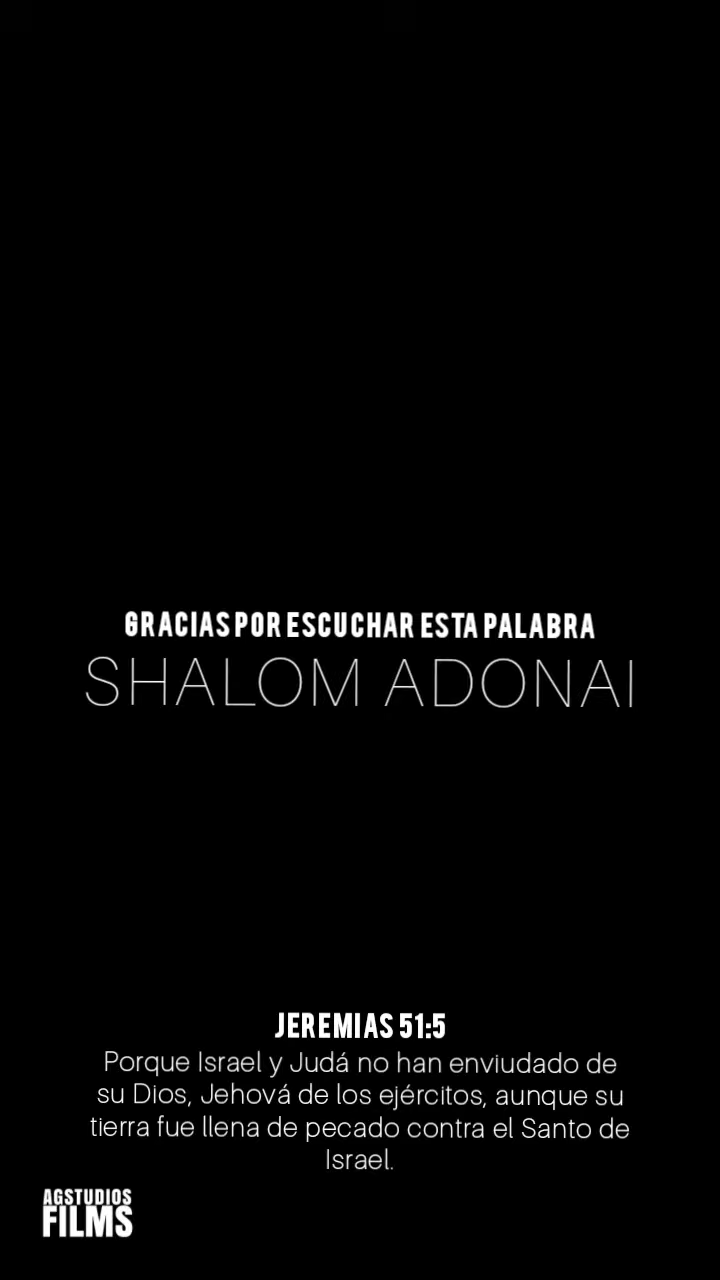 GRACIAS POR ESCUCHAR ESTA PALABRA
SHALOM ADONAI
JEREMIAS 51:5
Porque Israel y Judá no han enviudado de
su Dios, Jehová de los ejércitos, aunque su
tierra fue llena de pecado contra el Santo de
Israel.
AGSTUDIOS
FILMS